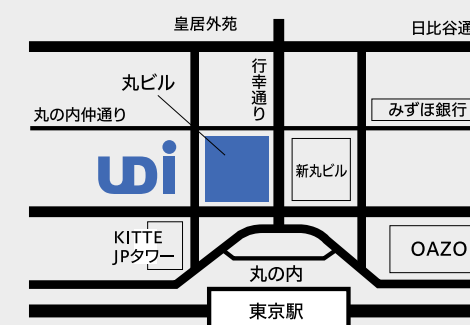 皇居外苑
日比谷通
行幸通り
丸ビル
丸の内仲通り
みずほ銀行
UDi
新丸ビル
KITTE
JPタワー
OAZO
丸の内
東京駅